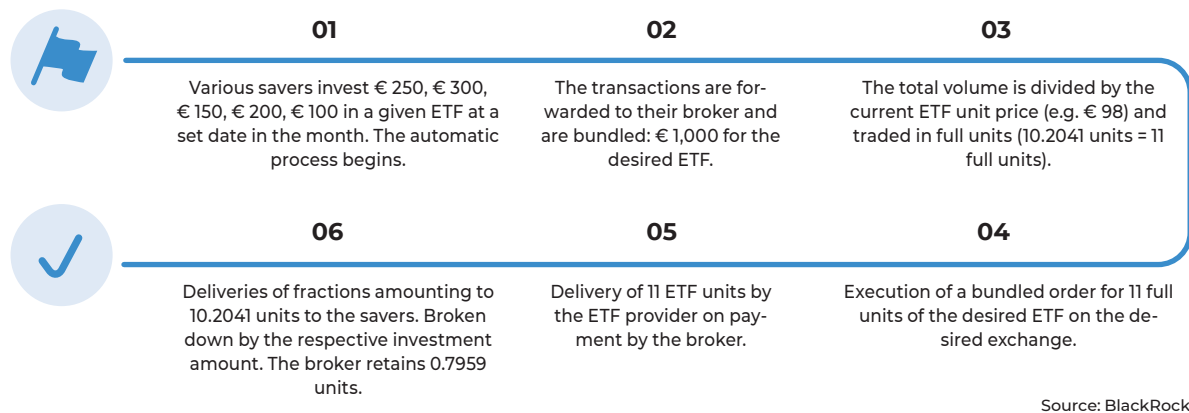 01
Various savers invest € 250, € 300,
€ 150, € 200, € 100 in a given ETF at a
set date in the month. The automatic
process begins.
02
The transactions are for-
warded to their broker and
are bundled: € 1,000 for the
desired ETF.
03
The total volume is divided by the
current ETF unit price (e.g. € 98) and
traded in full units (10.2041 units = 11
full units).
04
Execution of a bundled order for 11 full
units of the desired ETF on the de-
sired exchange.
05
Delivery of 11 ETF units by
the ETF provider on pay-
ment by the broker.
06
Deliveries of fractions amounting to
10.2041 units to the savers. Broken
down by the respective investment
amount. The broker retains 0.7959
units.
Source: BlackRock